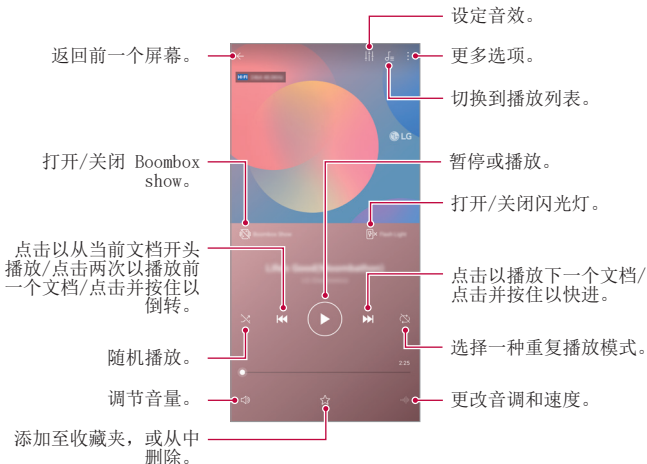 设定音效。
返回前一个屏幕。
更多选项。
切换到播放列表。
Hi-Fi
LG
打开/关闭 Boombox
show。
暂停或播放。
打开/关闭闪光灯。
Boombox Show
Flash Light
点击以从当前文档开头
播放/点击两次以播放前
一个文档/点击并按住以
倒转。
点击以播放下一个文档/
点击并按住以快进。
随机播放。
选择一种重复播放模式。
2:25
调节音量。
更改音调和速度。
添加至收藏夹，或从中
删除。